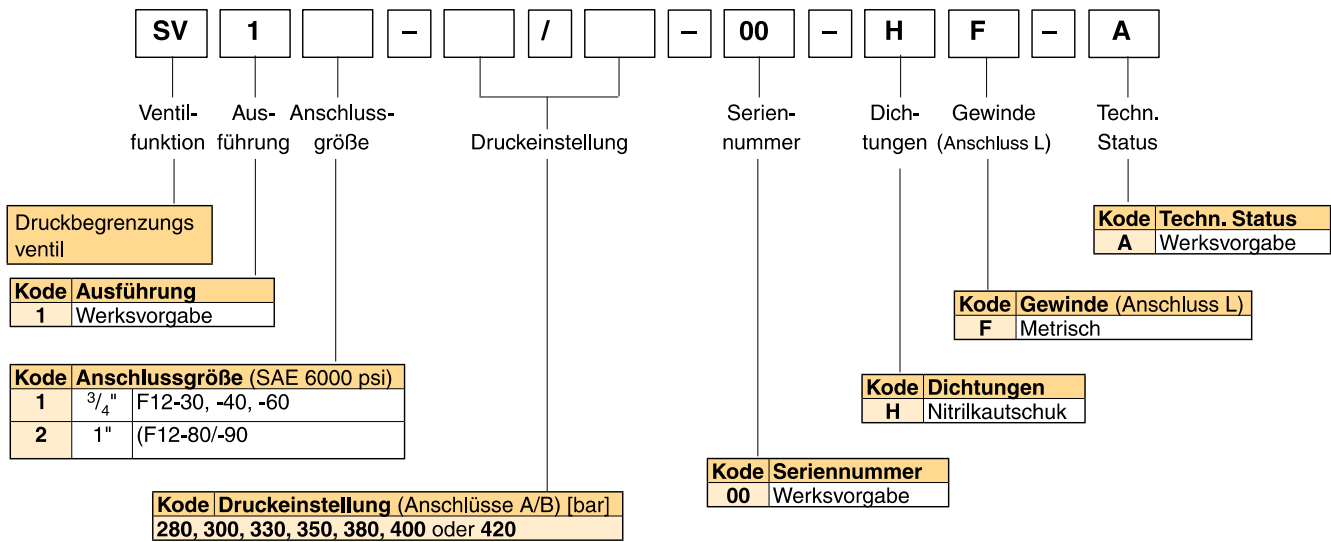 SV 1 – / – 00 – H F – A
Ventil-
funktion
Aus-
führung
Anschluss-
größe
Druckeinstellung
Serien-
nummer
Dich-
tungen
Gewinde
(Anschluss L)
Techn.
Status
Druckbegrenzungs
ventil
Kode Techn. Status
A Werksvorgabe
Kode Ausführung
1 Werksvorgabe
Kode Gewinde (Anschluss L)
F Metrisch
Kode Anschlussgröße (SAE 6000 psi)
1 3/4" F12-30, -40, -60
2 1" (F12-80/-90
Kode Dichtungen
H Nitrilkautschuk
Kode Seriennummer
00 Werksvorgabe
Kode Druckeinstellung (Anschlüsse A/B) [bar]
280, 300, 330, 350, 380, 400 oder 420